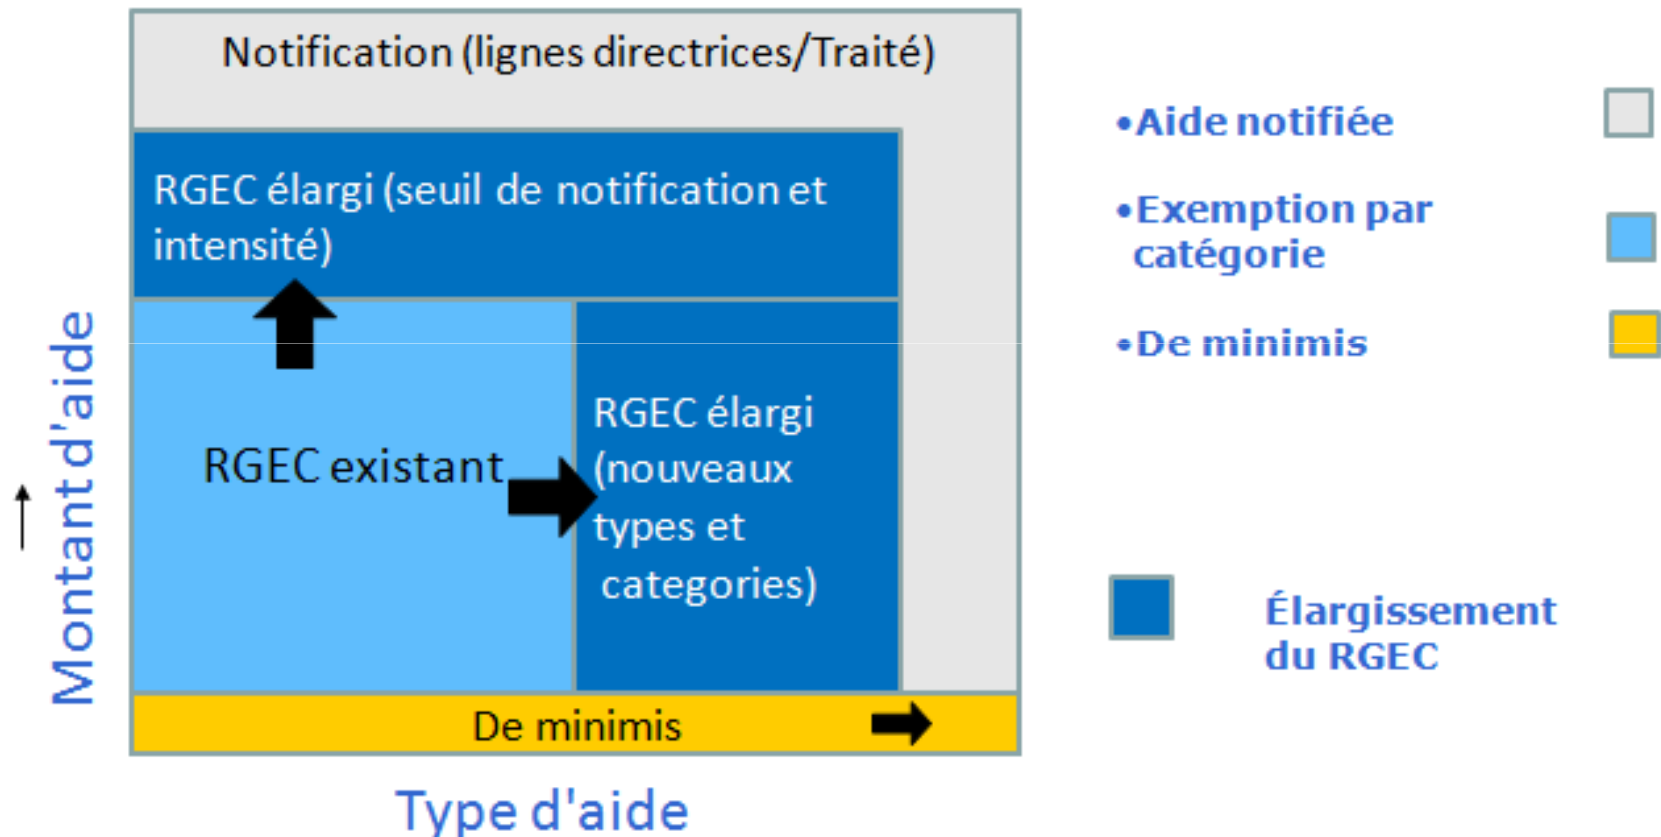 Notification (lignes directrices/Traité)
RGEC élargi (seuil de notification et
intensité)
RGEC existant
RGEC élargi
(nouveaux
types et
categories)
De minimis
Montant d'aide
Type d'aide
•Aide notifiée
•Exemption par
catégorie
•De minimis
Élargissement
du RGEC